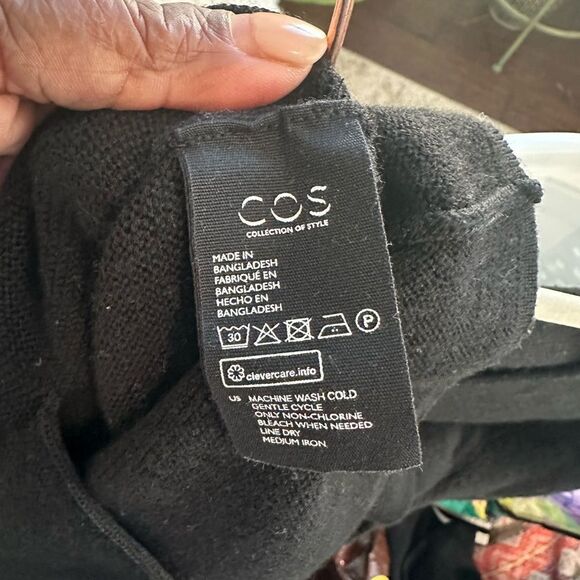 COS
COLLECTION OF STYLE
MADE IN
BANGLADESH
FABRIQUÉ EN
BANGLADESH
HECHO EN
BANGLADESH
30 P
clevercare.info
US MACHINE WASH COLD
GENTLE CYCLE
ONLY NON-CHLORINE
BLEACH WHEN NEEDED
LINE DRY
MEDIUM IRON